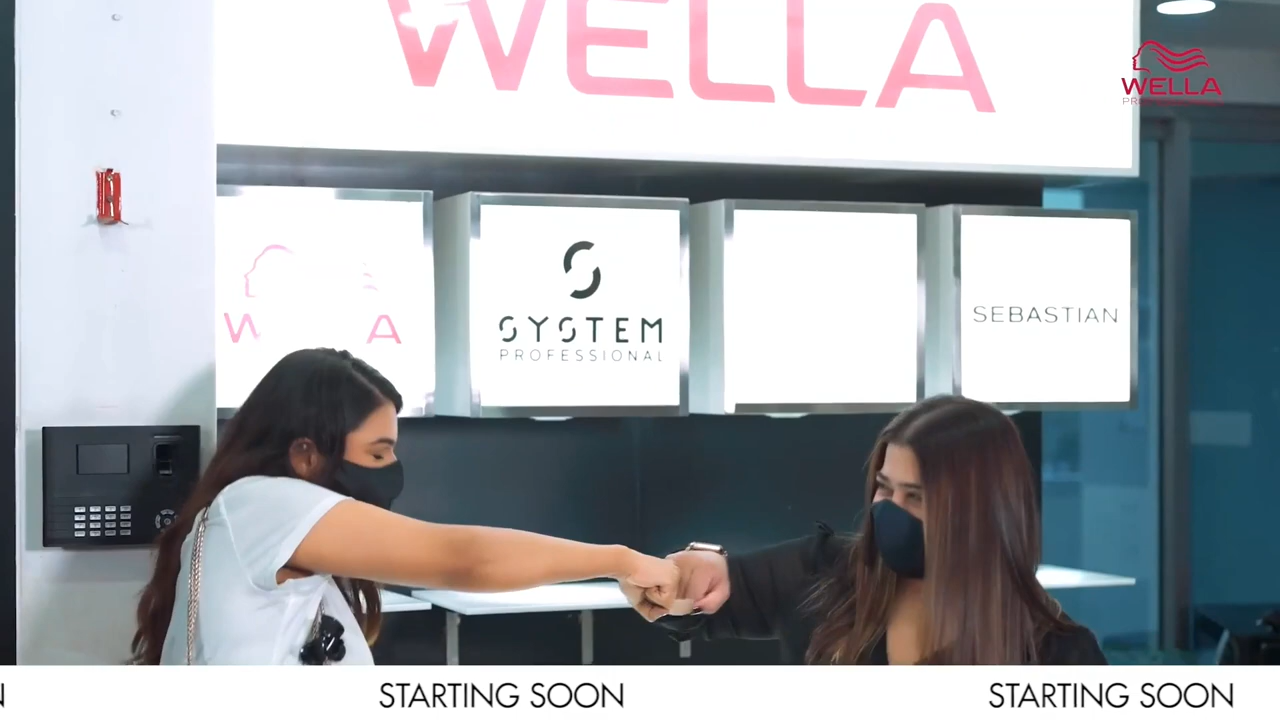 WELLA
WELLA
SYSTEM
PROFESSIONAL
SEBASTIAN
STARTING SOON
STARTING SOON